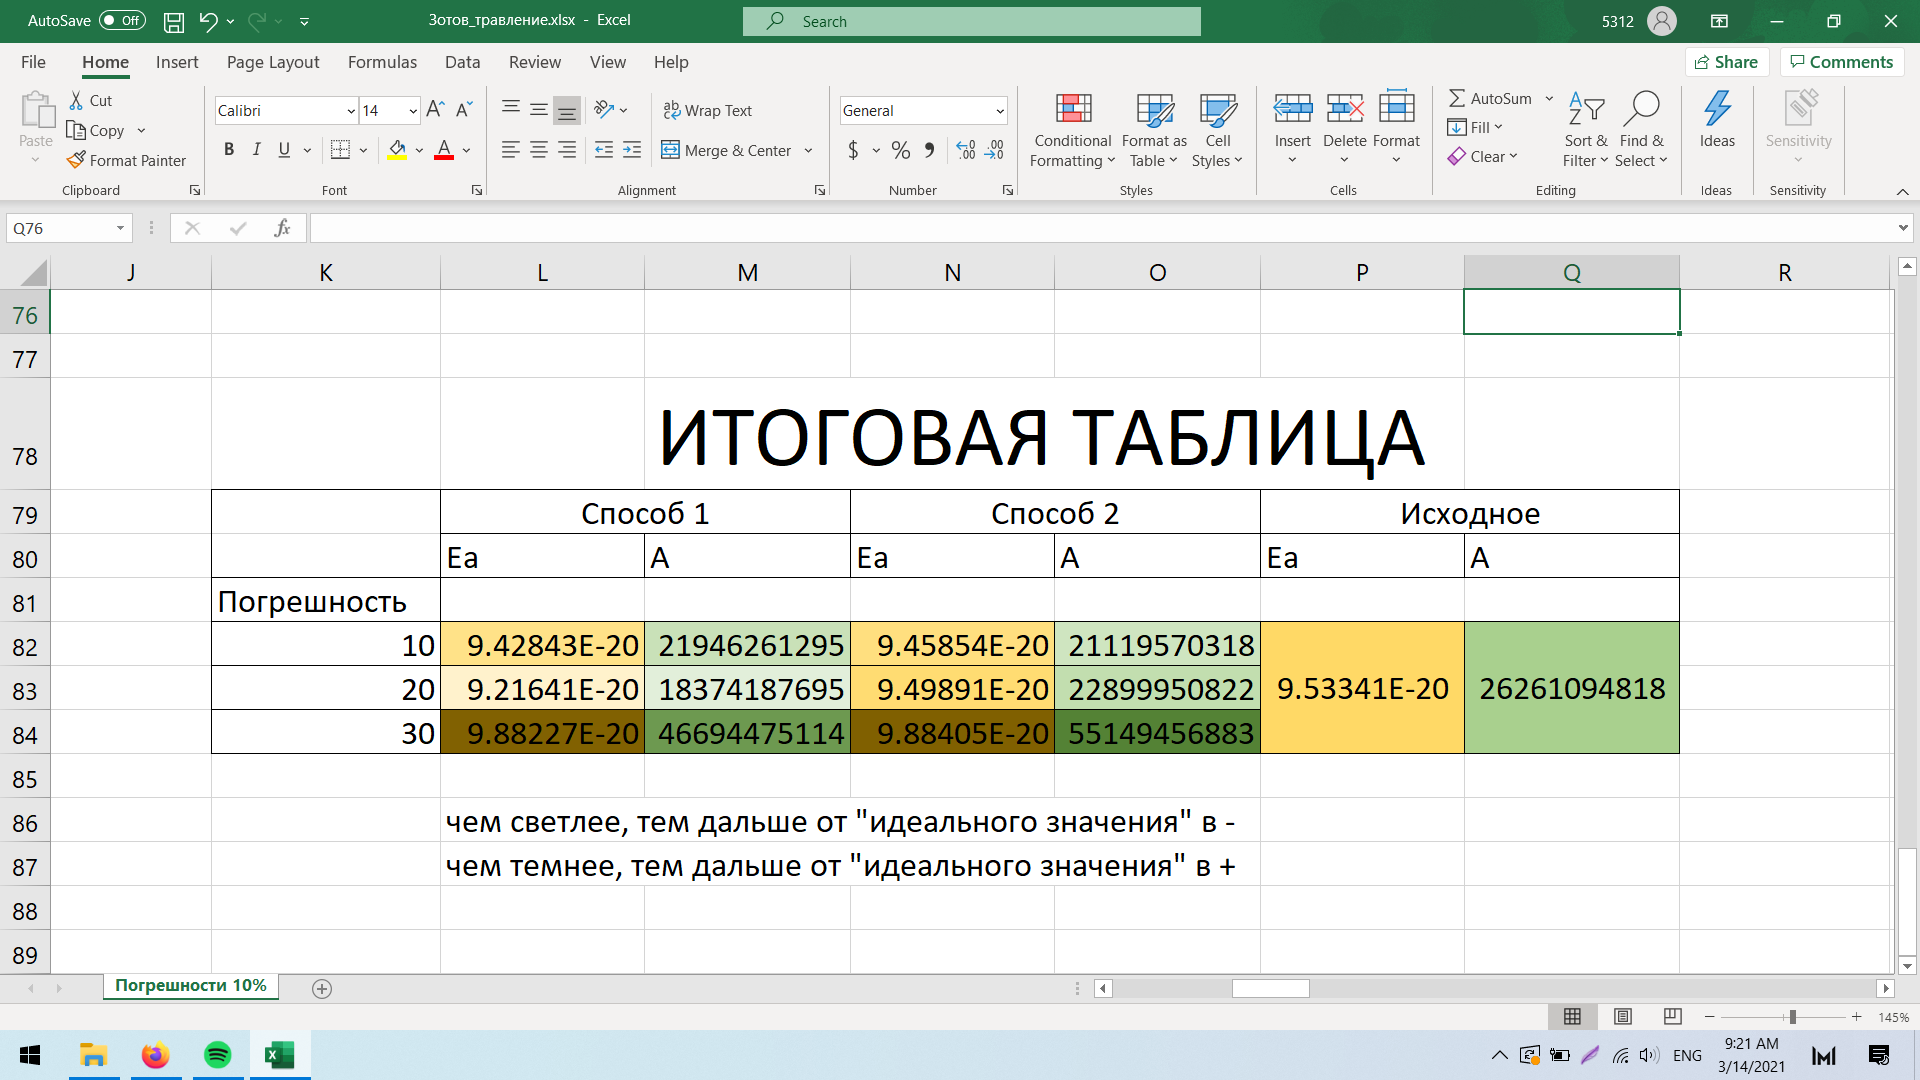 AutoSave Off Зотов_травление.xlsx - Excel Search 5312
File Home Insert Page Layout Formulas Data Review View Help Share Comments
Paste Cut Copy Format Painter Clipboard
Calibri 14 A A B I U A Font
ab Wrap Text Merge & Center Alignment
General $ % 9 .00 .00 Number
Conditional Formatting Format as Table Cell Styles Styles
Insert Delete Format Cells
AutoSum Fill Clear Sort & Filter Find & Select Editing
Ideas Ideas
Sensitivity Sensitivity
Q76 fx
J K L M N O P Q R
76
77
78 ИТОГОВАЯ ТАБЛИЦА
79 Способ 1 Способ 2 Исходное
80 Ea A Ea A Ea A
81 Погрешность
82 10 9.42843E-20 21946261295 9.45854E-20 21119570318
83 20 9.21641E-20 18374187695 9.49891E-20 22899950822 9.53341E-20 26261094818
84 30 9.88227E-20 46694475114 9.88405E-20 55149456883
85
86 чем светлее, тем дальше от "идеального значения" в -
87 чем темнее, тем дальше от "идеального значения" в +
88
89
Погрешности 10%
145%
ENG 9:21 AM
3/14/2021